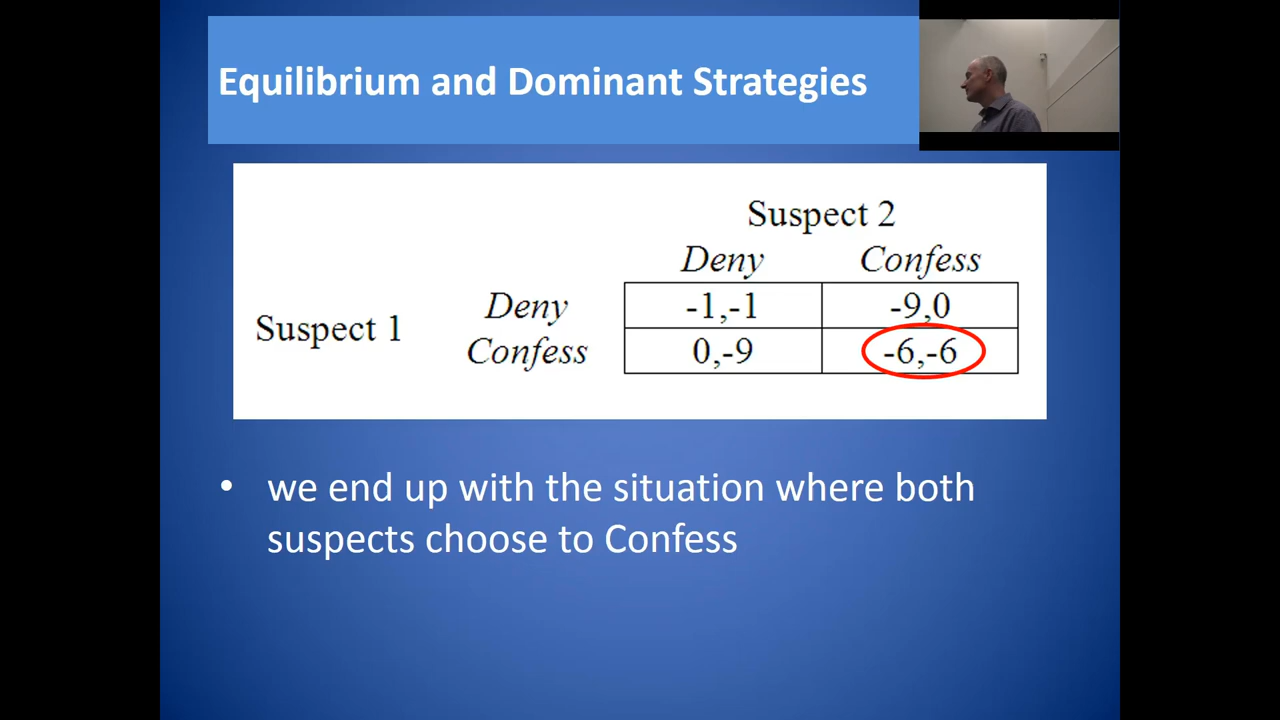 Equilibrium and Dominant Strategies
Suspect 2
Deny Confess
Deny -1,-1 -9,0
Suspect 1
Confess 0,-9 -6,-6
• we end up with the situation where both
suspects choose to Confess